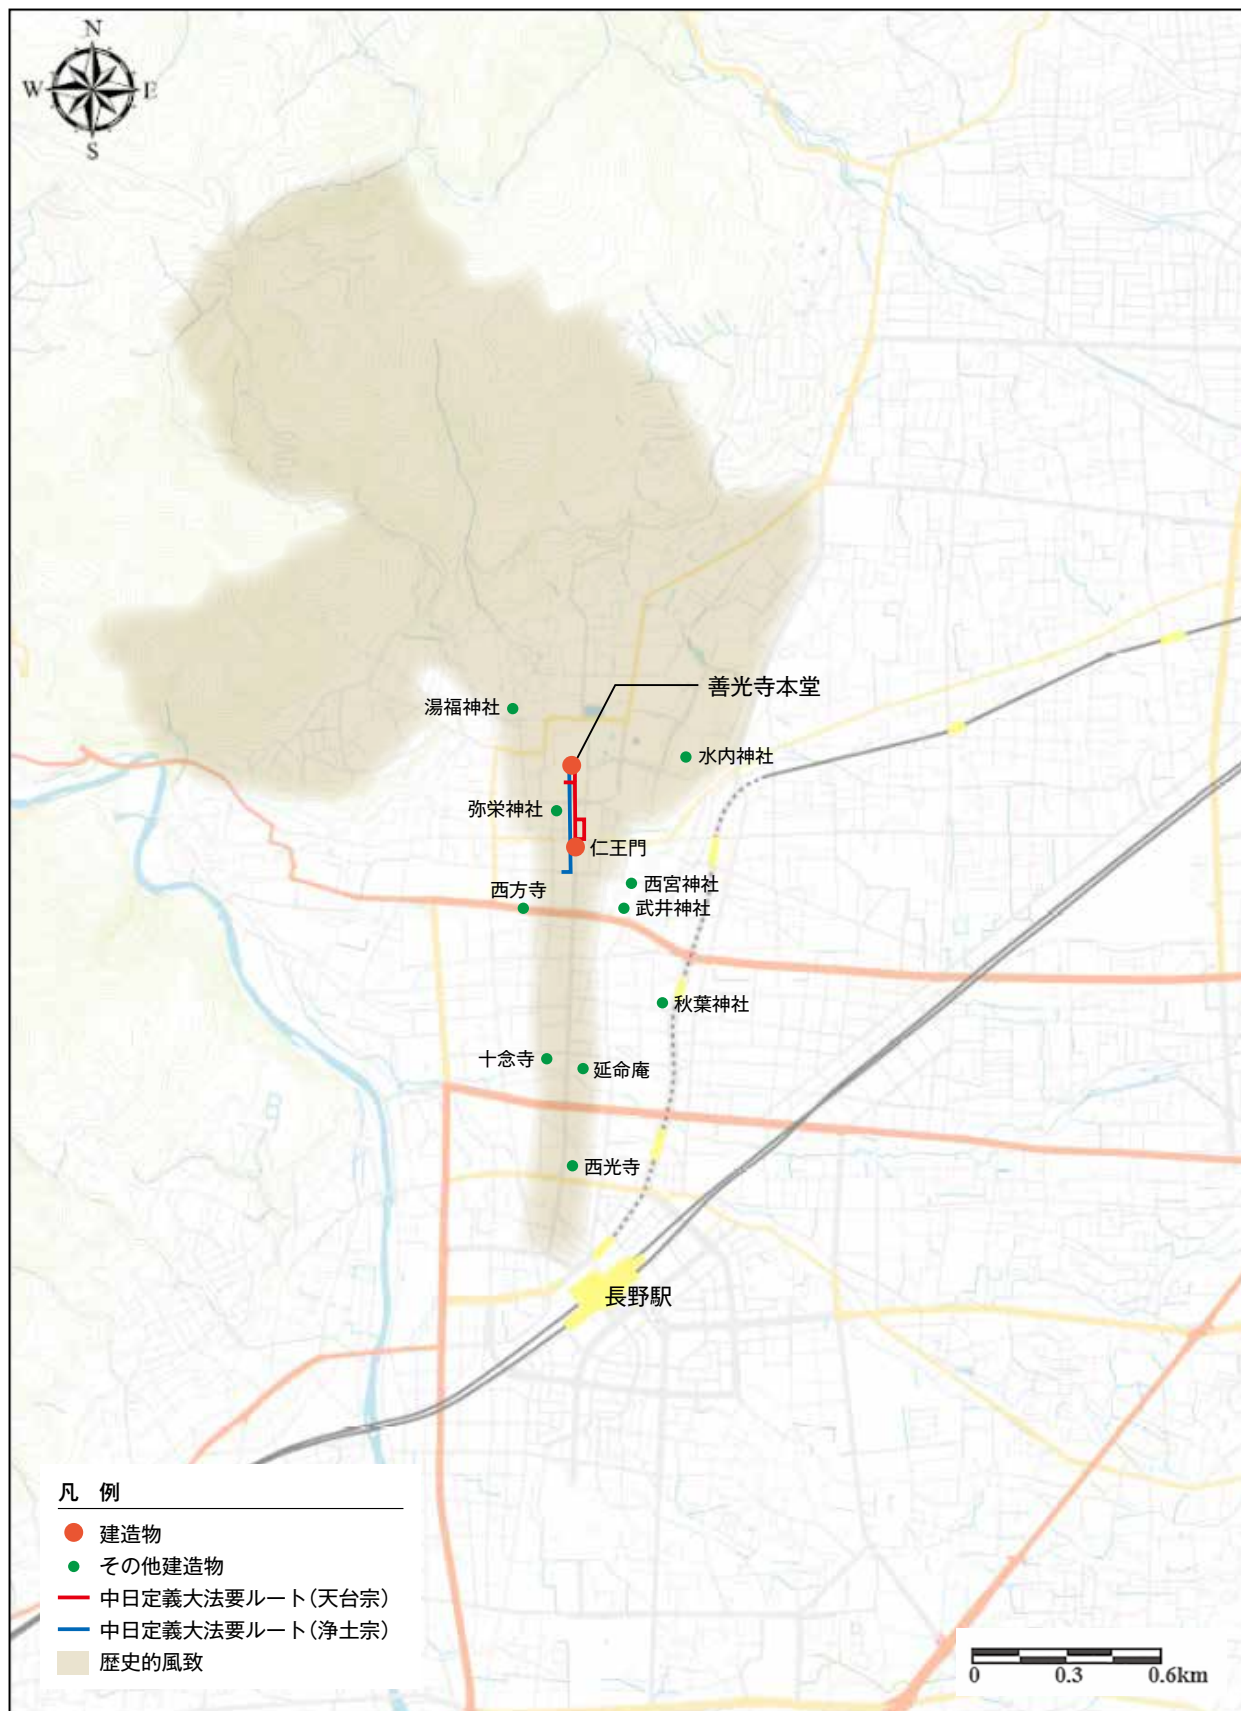 N
W
E
S
善光寺本堂
湯福神社
水内神社
弥栄神社
仁王門
西宮神社
西方寺
武井神社
秋葉神社
十念寺
延命庵
西光寺
長野駅
凡 例
建造物
その他建造物
中日定義大法要ルート(天台宗)
中日定義大法要ルート(浄土宗)
歴史的風致
0 0.3 0.6km